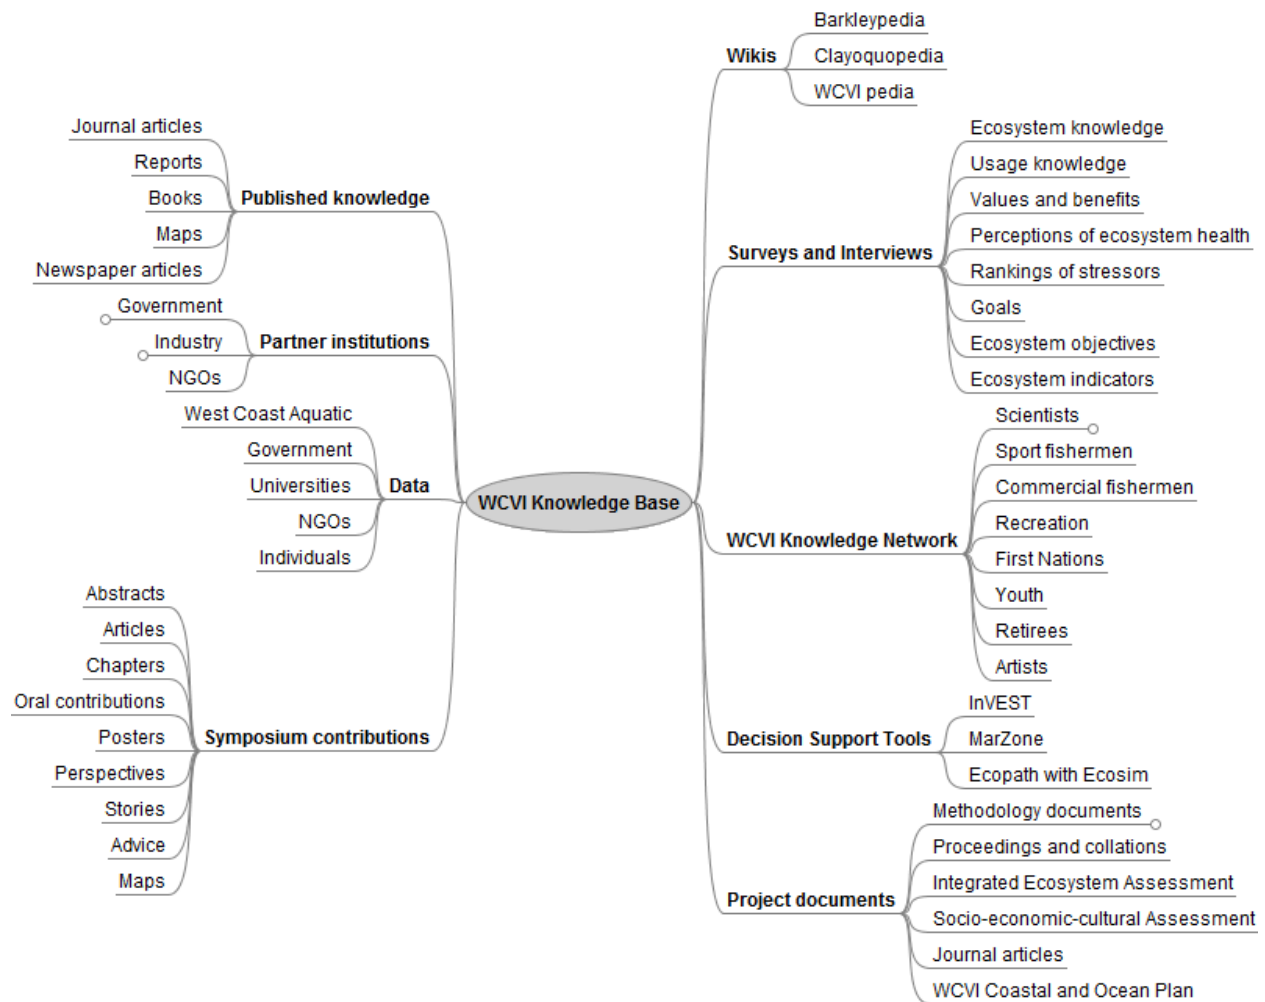 WCVI Knowledge Base
Published knowledge
Journal articles
Reports
Books
Maps
Newspaper articles
Partner institutions
Government
Industry
NGOs
Data
West Coast Aquatic
Government
Universities
NGOs
Individuals
Symposium contributions
Abstracts
Articles
Chapters
Oral contributions
Posters
Perspectives
Stories
Advice
Maps
Wikis
Barkleypedia
Clayoquopedia
WCVI pedia
Surveys and Interviews
Ecosystem knowledge
Usage knowledge
Values and benefits
Perceptions of ecosystem health
Rankings of stressors
Goals
Ecosystem objectives
Ecosystem indicators
WCVI Knowledge Network
Scientists
Sport fishermen
Commercial fishermen
Recreation
First Nations
Youth
Retirees
Artists
Decision Support Tools
InVEST
MarZone
Ecopath with Ecosim
Project documents
Methodology documents
Proceedings and collations
Integrated Ecosystem Assessment
Socio-economic-cultural Assessment
Journal articles
WCVI Coastal and Ocean Plan